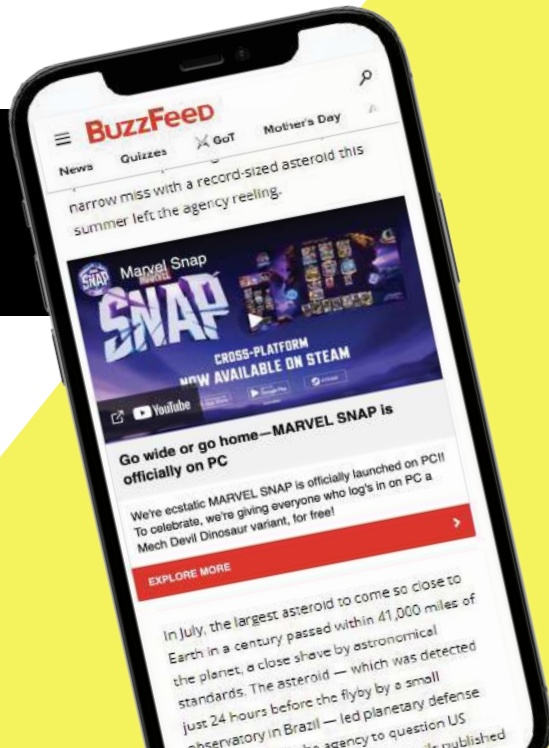 BuzzFeeD
News Quizzes GoT Mother's Day
narrow miss with a record-sized asteroid this
summer left the agency reeling.
SNAP Marvel Snap
SNAP
CROSS-PLATFORM
NOW AVAILABLE ON STEAM
Google Play
YouTube
Go wide or go home—MARVEL SNAP is
officially on PC
We're ecstatic MARVEL SNAP is officially launched on PC!!
To celebrate, we're giving everyone who log's in on PC a
Mech Devil Dinosaur variant, for free!
EXPLORE MORE
In July, the largest asteroid to come so close to
Earth in a century passed within 41,000 miles of
the planet, a close shave by astronomical
standards. The asteroid — which was detected
just 24 hours before the flyby by a small
observatory in Brazil — led planetary defense
agency to question US
published